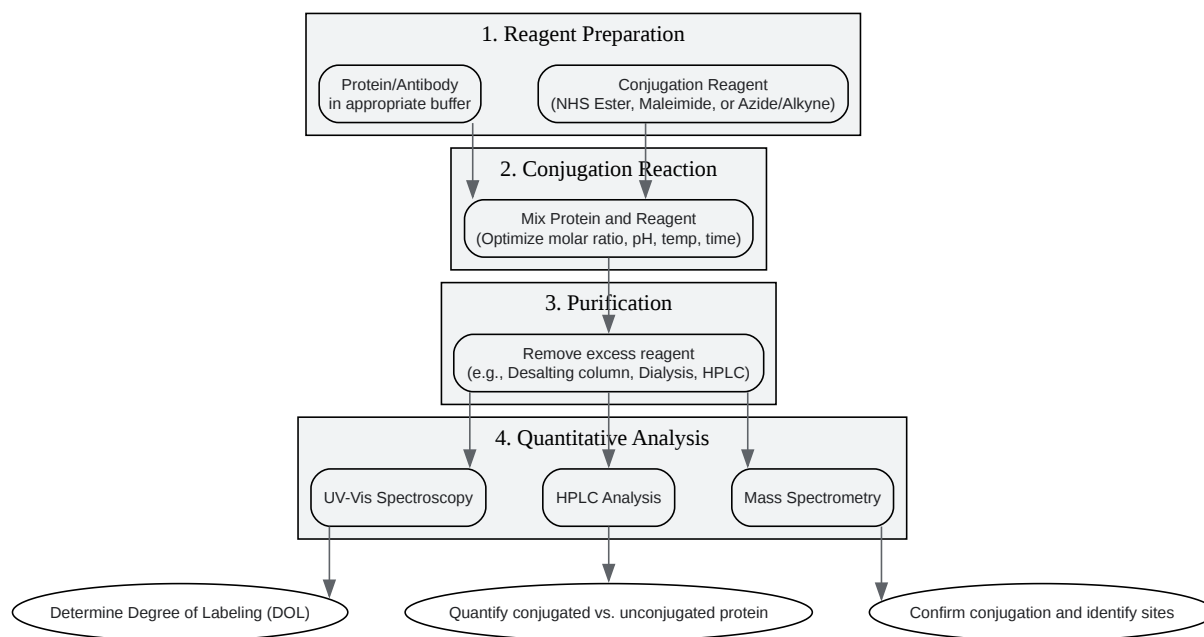 1. Reagent Preparation
Protein/Antibody
in appropriate buffer
Conjugation Reagent
(NHS Ester, Maleimide, or Azide/Alkyne)
2. Conjugation Reaction
Mix Protein and Reagent
(Optimize molar ratio, pH, temp, time)
3. Purification
Remove excess reagent
(e.g., Desalting column, Dialysis, HPLC)
4. Quantitative Analysis
UV-Vis Spectroscopy
HPLC Analysis
Mass Spectrometry
Determine Degree of Labeling (DOL)
Quantify conjugated vs. unconjugated protein
Confirm conjugation and identify sites